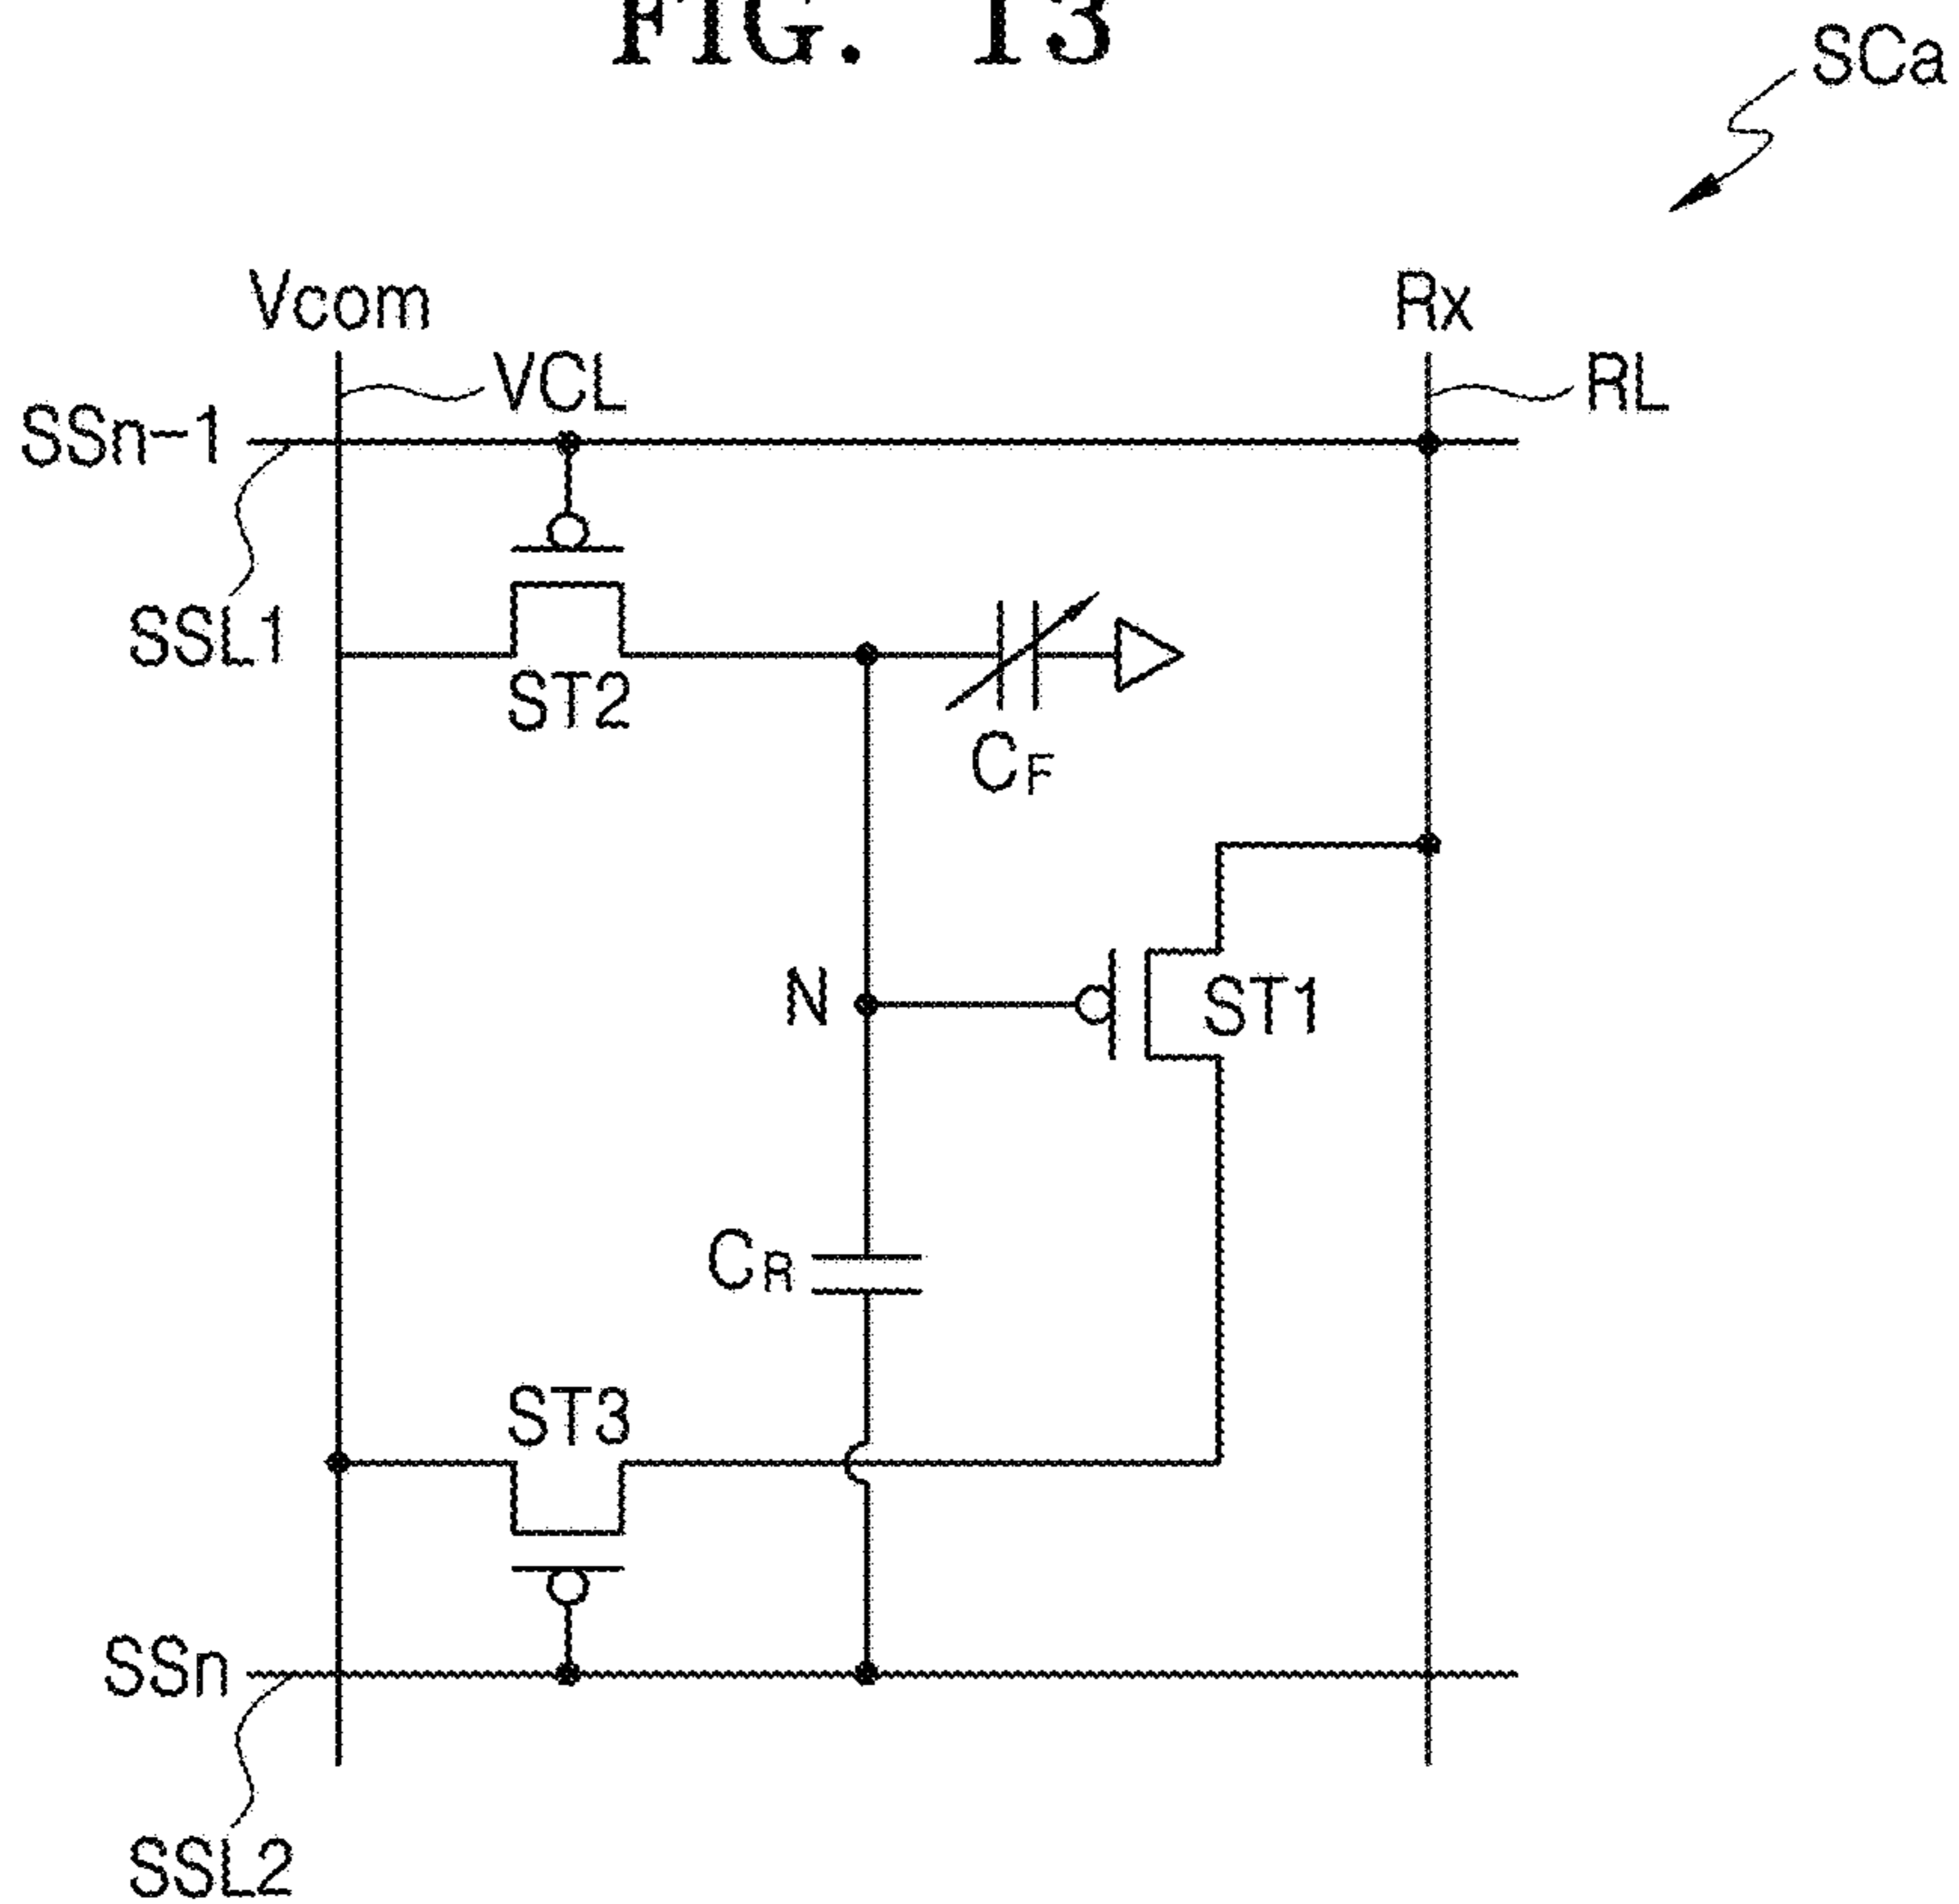 FIG. 13
SCa
Vcom
Rx
VCL
RL
SSn-1
SSL1
ST2
CF
N
ST1
CR
ST3
SSn
SSL2